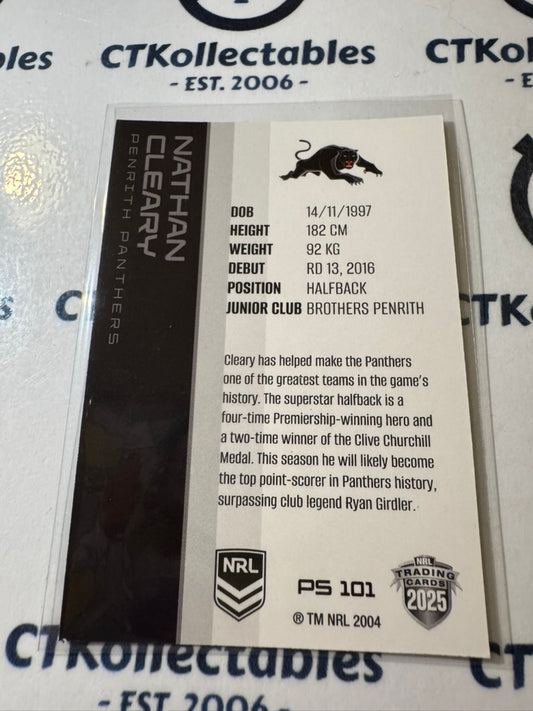 bles
CTKollectables
CTKo
- EST. 2006 -
- E
NATHAN
CLEARY
PENRITH PANTHERS
DOB 14/11/1997
HEIGHT 182 CM
WEIGHT 92 KG
DEBUT RD 13, 2016
POSITION HALFBACK
JUNIOR CLUB BROTHERS PENRITH
s
C
TK
Cleary has helped make the Panthers
one of the greatest teams in the game's
history. The superstar halfback is a
four-time Premiership-winning hero and
a two-time winner of the Clive Churchill
Medal. This season he will likely become
the top point-scorer in Panthers history,
surpassing club legend Ryan Girdler.
NRL
PS 101
® TM NRL 2004
NRL
TRADING
CARDS
2025
CTKollectables
CT
- EST. 2006 -